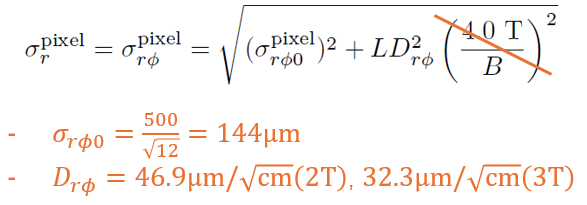 σ_r^pixel = σ_rφ^pixel = √((σ_rφ0^pixel)² + LD²_rφ (4 0 T / B)²)
- σ_rφ0 = 500/√12 = 144μm
- D_rφ = 46.9μm/√cm(2T), 32.3μm/√cm(3T)